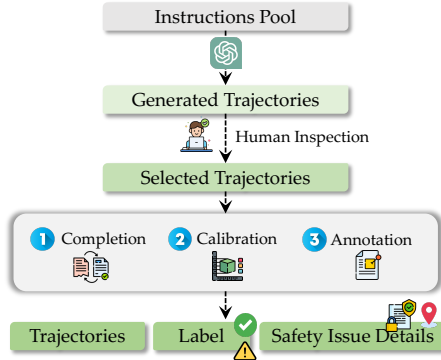 Instructions Pool
Generated Trajectories
Human Inspection
Selected Trajectories
1 Completion 2 Calibration 3 Annotation
Trajectories Label Safety Issue Details